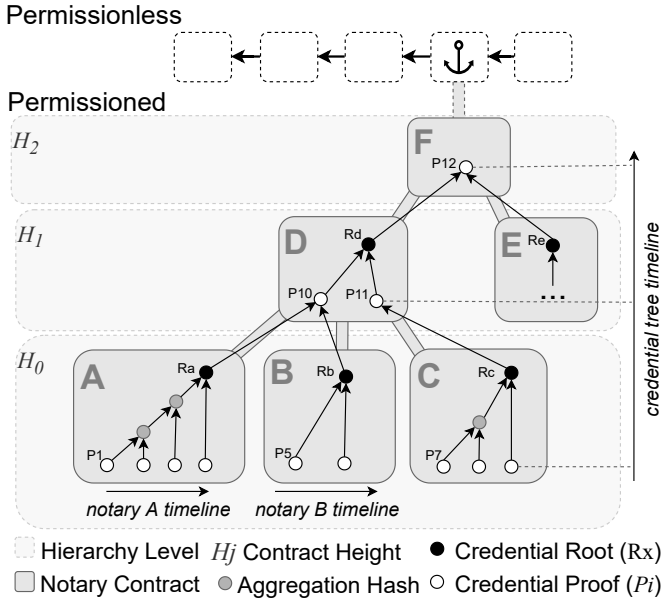 Permissionless
Permissioned
H2
F
P12
H1
D
Rd
E
Re
...
P10
P11
credential tree timeline
H0
A
Ra
B
Rb
C
Rc
P1
P5
P7
notary A timeline
notary B timeline
Hierarchy Level
Hj Contract Height
Credential Root (Rx)
Notary Contract
Aggregation Hash
Credential Proof (Pi)